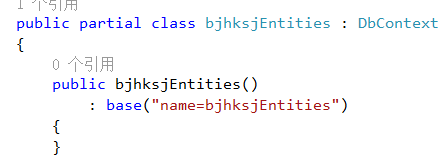 1 个引用
public partial class bjhksjEntities : DbContext
{
0 个引用
public bjhksjEntities()
: base("name=bjhksjEntities")
{
}